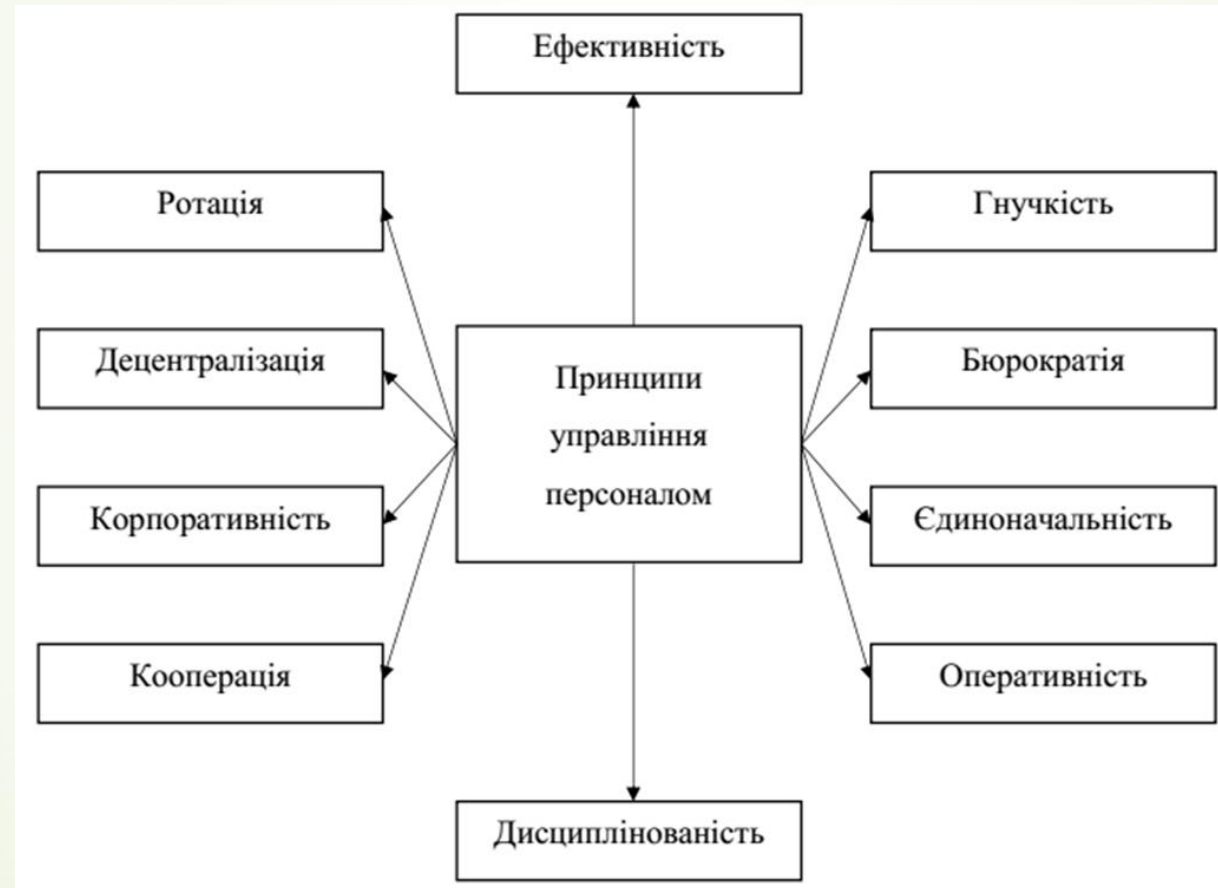 Ефективність
Ротація
Гнучкість
Децентралізація
Принципи
управління
персоналом
Бюрократія
Корпоративність
Єдиноначальність
Кооперація
Оперативність
Дисциплінованість